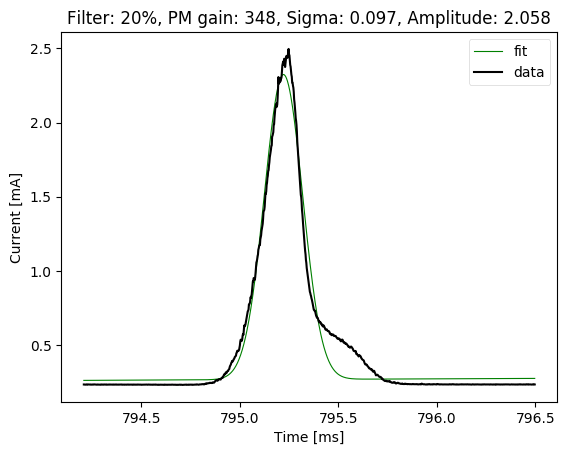 Filter: 20%, PM gain: 348, Sigma: 0.097, Amplitude: 2.058
fit
data
2.5
2.0
1.5
1.0
0.5
Current [mA]
794.5 795.0 795.5 796.0 796.5
Time [ms]